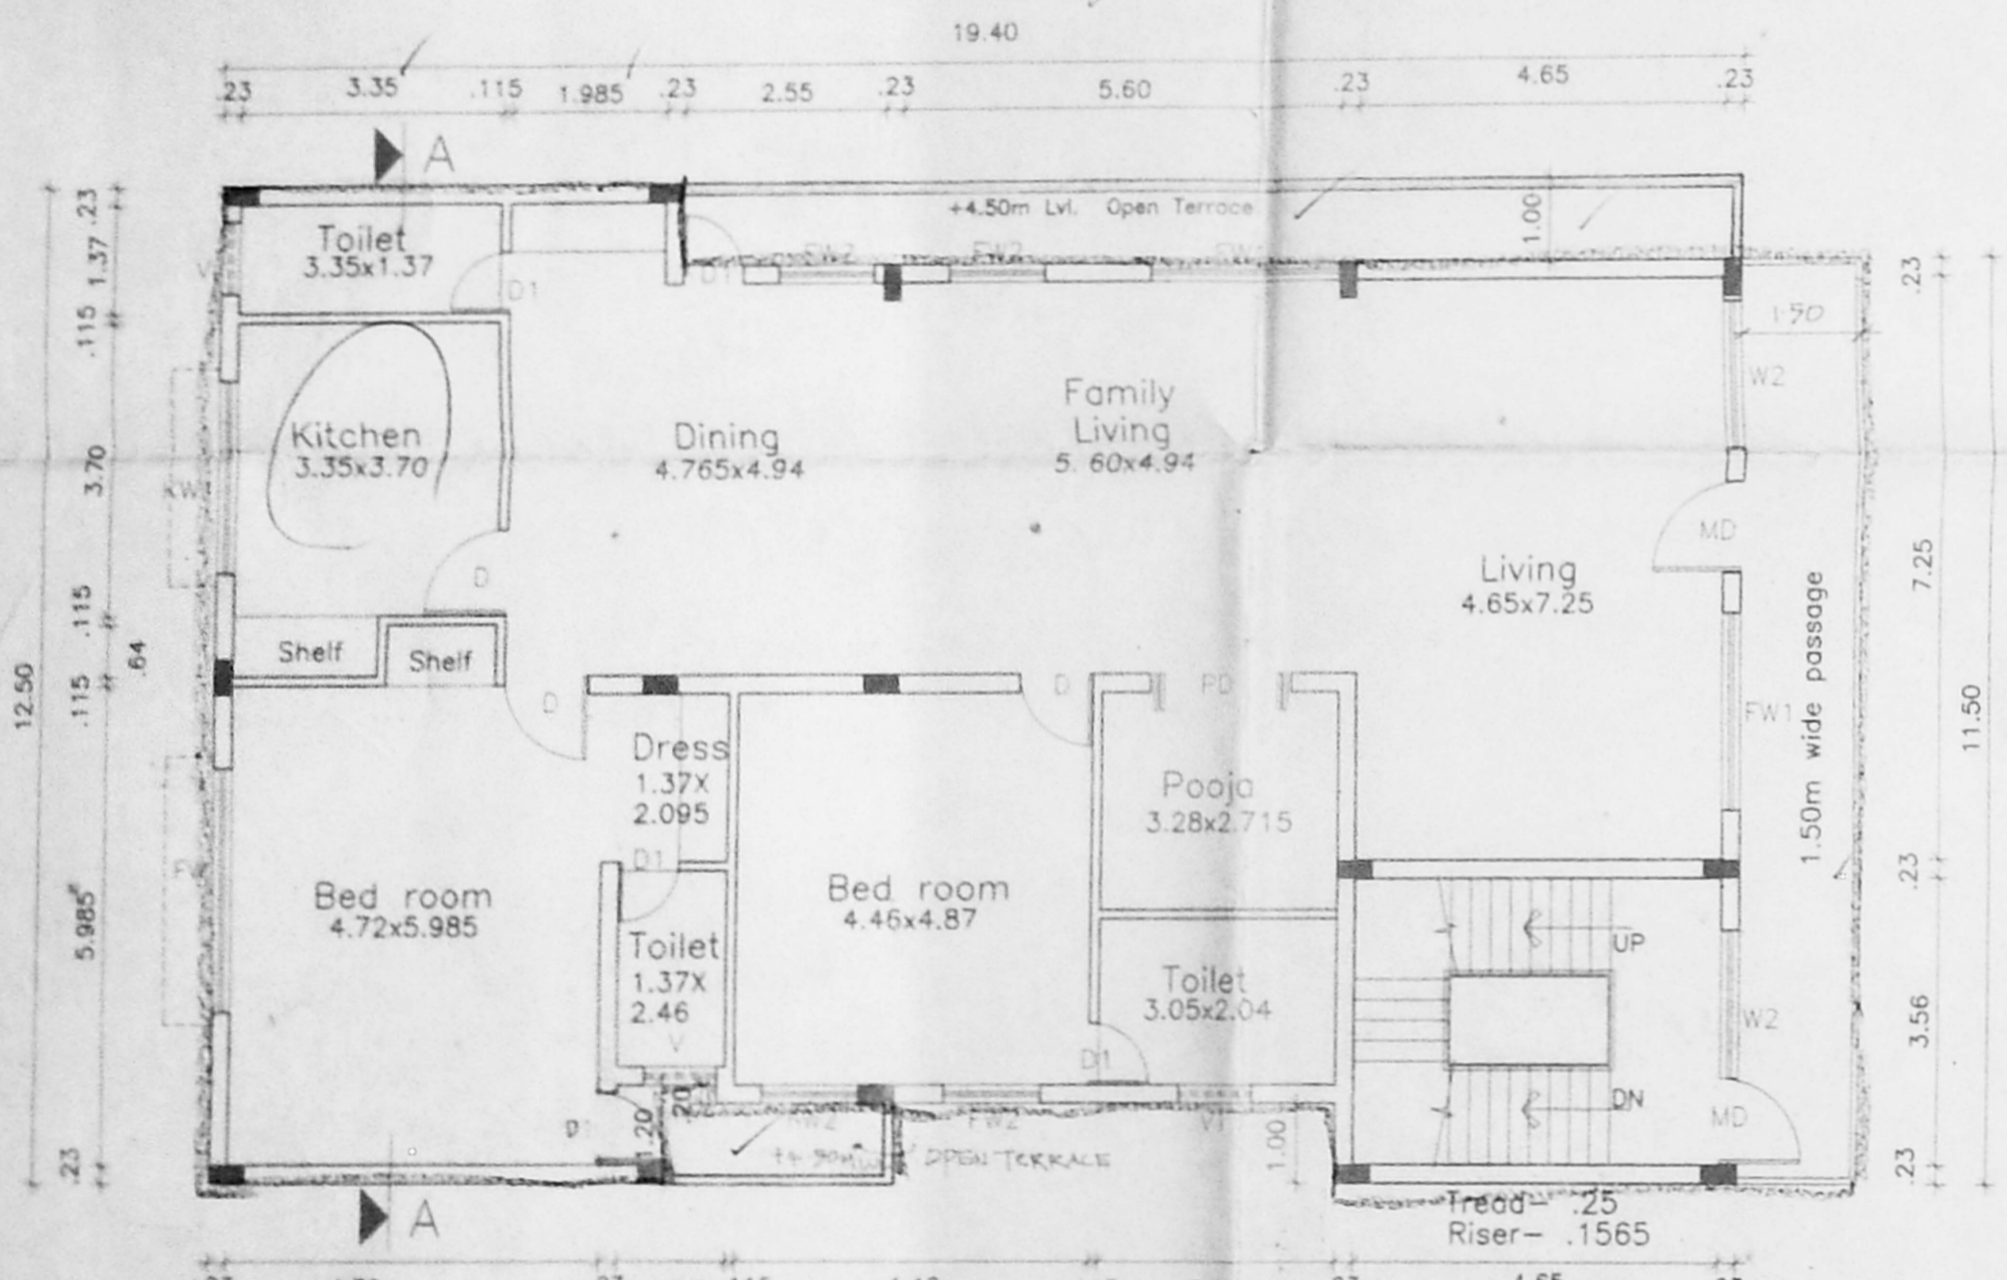 19.40
.23 3.35 .115 1.985 .23 2.55 .23 5.60 .23 4.65 .23
A
+4.50m Lvl. Open Terrace
1.00
Toilet
3.35x1.37
D1
D1
FW2
FW2
1.50
W2
Kitchen
3.35x3.70
Dining
4.765x4.94
Family
Living
5.60x4.94
KW
D
MD
Living
4.65x7.25
Shelf
Shelf
D
D
PD
FW1
1.50m wide passage
Dress
1.37X
2.095
D1
Pooja
3.28x2.715
Bed room
4.72x5.985
Bed room
4.46x4.87
Toilet
1.37X
2.46
V
Toilet
3.05x2.04
D1
UP
DN
W2
MD
D1
1.20
.20
FW2
V1
1.00
OPEN TERRACE
A
Tread- .25
Riser- .1565
12.50
.23
1.37
.115
3.70
.115
.64
.115
5.985
.23
.23
7.25
.23
3.56
.23
11.50
4.65